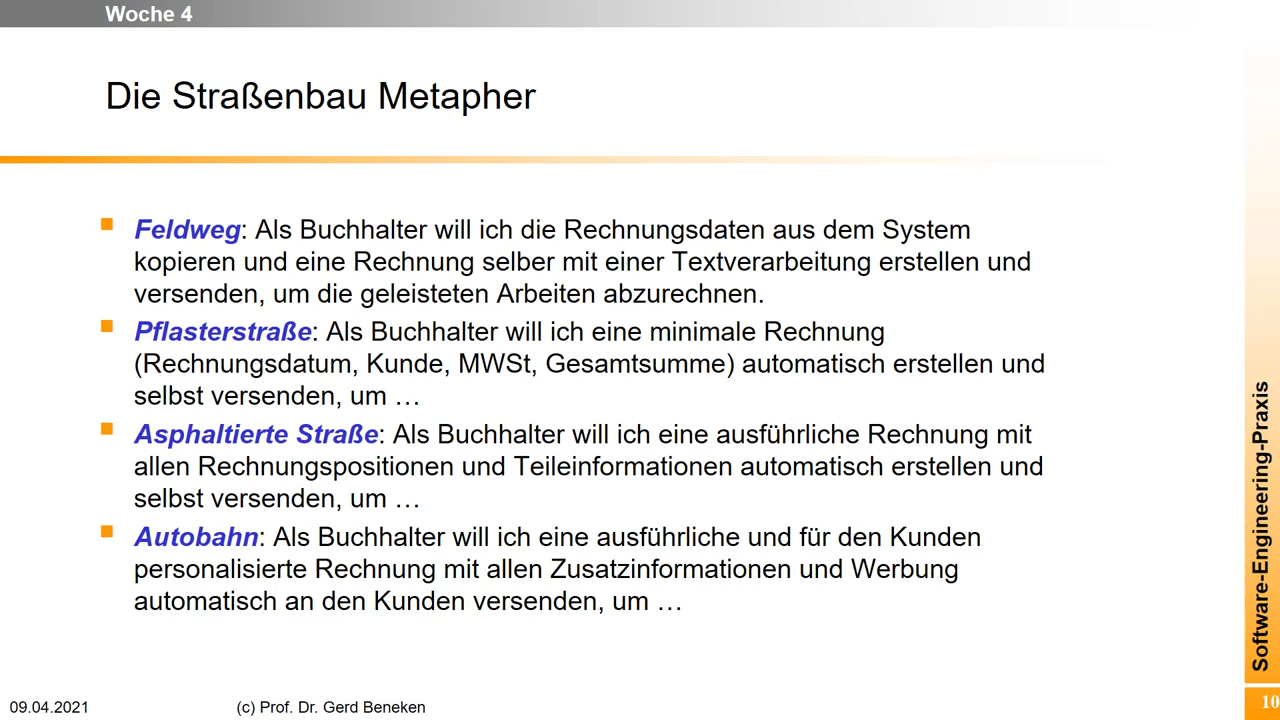 Woche 4
Die Straßenbau Metapher
Feldweg: Als Buchhalter will ich die Rechnungsdaten aus dem System
kopieren und eine Rechnung selber mit einer Textverarbeitung erstellen und
versenden, um die geleisteten Arbeiten abzurechnen.
Pflasterstraße: Als Buchhalter will ich eine minimale Rechnung
(Rechnungsdatum, Kunde, MWSt, Gesamtsumme) automatisch erstellen und
selbst versenden, um …
Asphaltierte Straße: Als Buchhalter will ich eine ausführliche Rechnung mit
allen Rechnungspositionen und Teileinformationen automatisch erstellen und
selbst versenden, um …
Autobahn: Als Buchhalter will ich eine ausführliche und für den Kunden
personalisierte Rechnung mit allen Zusatzinformationen und Werbung
automatisch an den Kunden versenden, um …
Software-Engineering-Praxis
09.04.2021
(c) Prof. Dr. Gerd Beneken
10